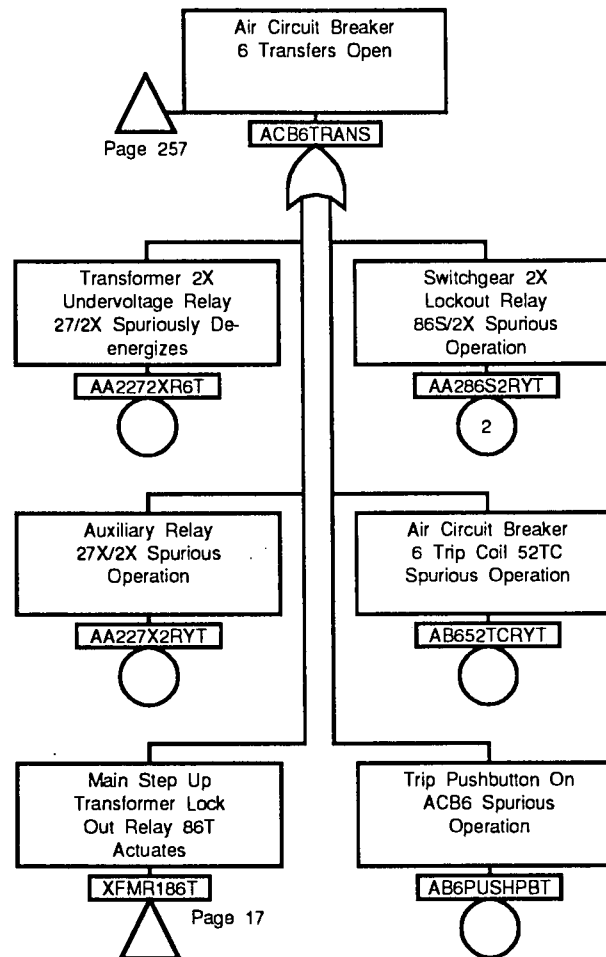 Air Circuit Breaker
6 Transfers Open
Page 257
ACB6TRANS
Transformer 2X
Undervoltage Relay
27/2X Spuriously De-
energizes
AA2272XR6T
Switchgear 2X
Lockout Relay
86S/2X Spurious
Operation
AA286S2RYT
2
Auxiliary Relay
27X/2X Spurious
Operation
AA227X2RYT
Air Circuit Breaker
6 Trip Coil 52TC
Spurious Operation
AB652TCRYT
Main Step Up
Transformer Lock
Out Relay 86T
Actuates
XFMR186T
Page 17
Trip Pushbutton On
ACB6 Spurious
Operation
AB6PUSHPBT